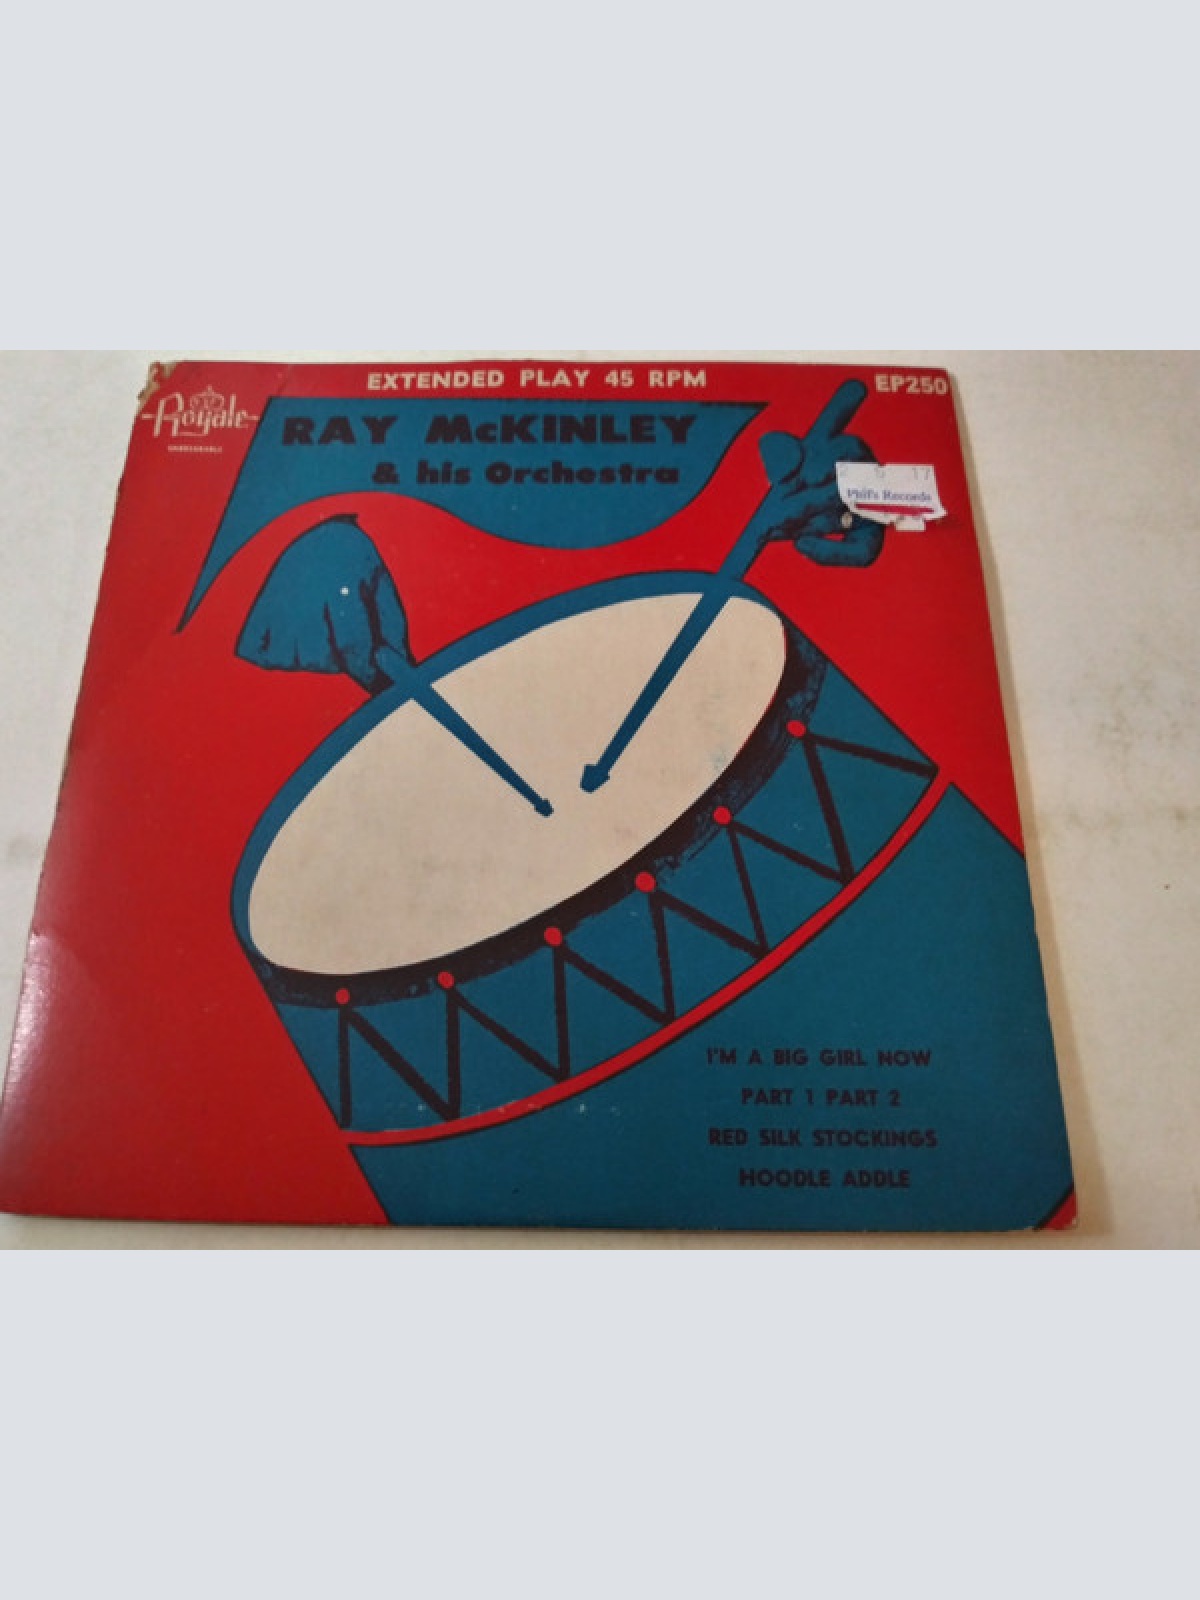 EXTENDED PLAY 45 RPM
EP250
Royale
UNBREAKABLE
RAY McKINLEY
& his Orchestra
Phil's Records
I'M A BIG GIRL NOW
PART 1 PART 2
RED SILK STOCKINGS
HOODLE ADDLE